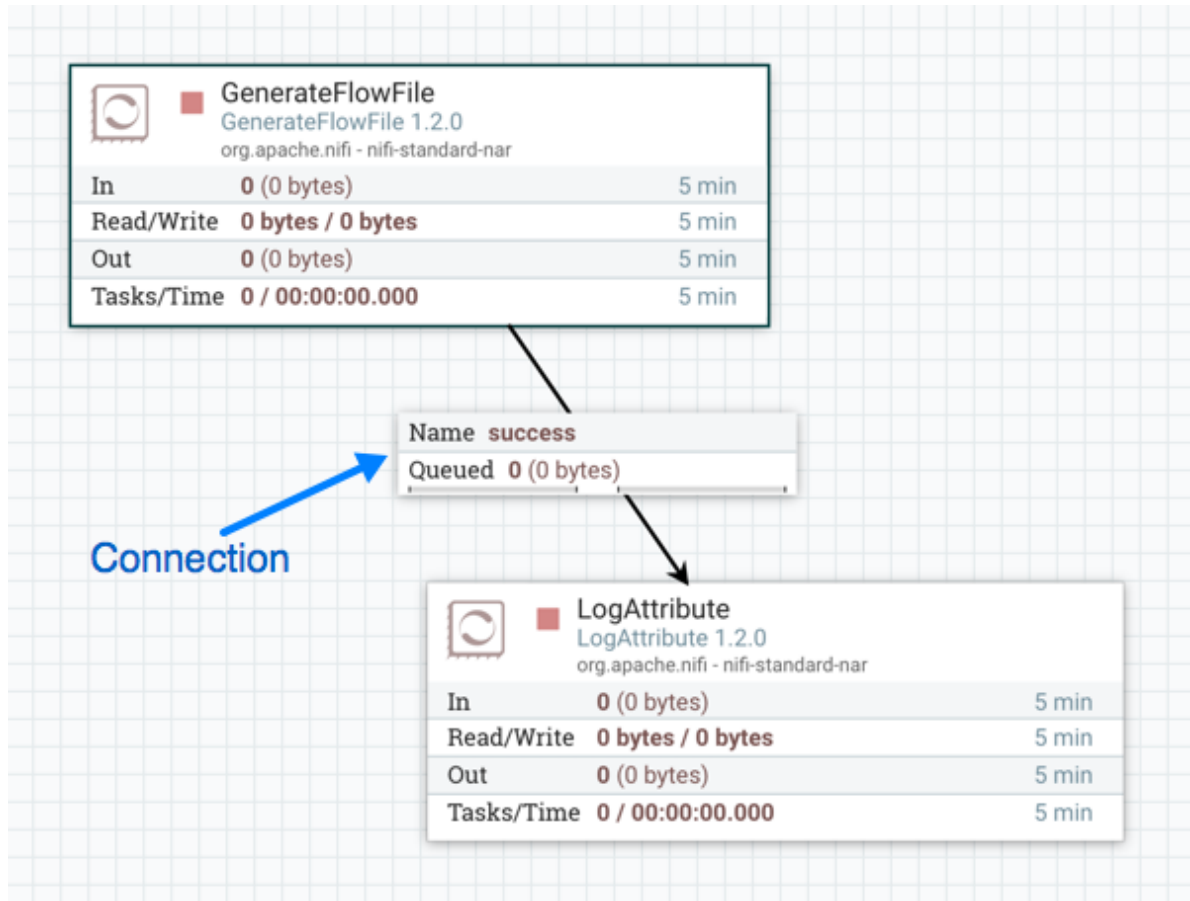 GenerateFlowFile
GenerateFlowFile 1.2.0
org.apache.nifi - nifi-standard-nar
In 0 (0 bytes) 5 min
Read/Write 0 bytes / 0 bytes 5 min
Out 0 (0 bytes) 5 min
Tasks/Time 0 / 00:00:00.000 5 min
Name success
Queued 0 (0 bytes)
Connection
LogAttribute
LogAttribute 1.2.0
org.apache.nifi - nifi-standard-nar
In 0 (0 bytes) 5 min
Read/Write 0 bytes / 0 bytes 5 min
Out 0 (0 bytes) 5 min
Tasks/Time 0 / 00:00:00.000 5 min